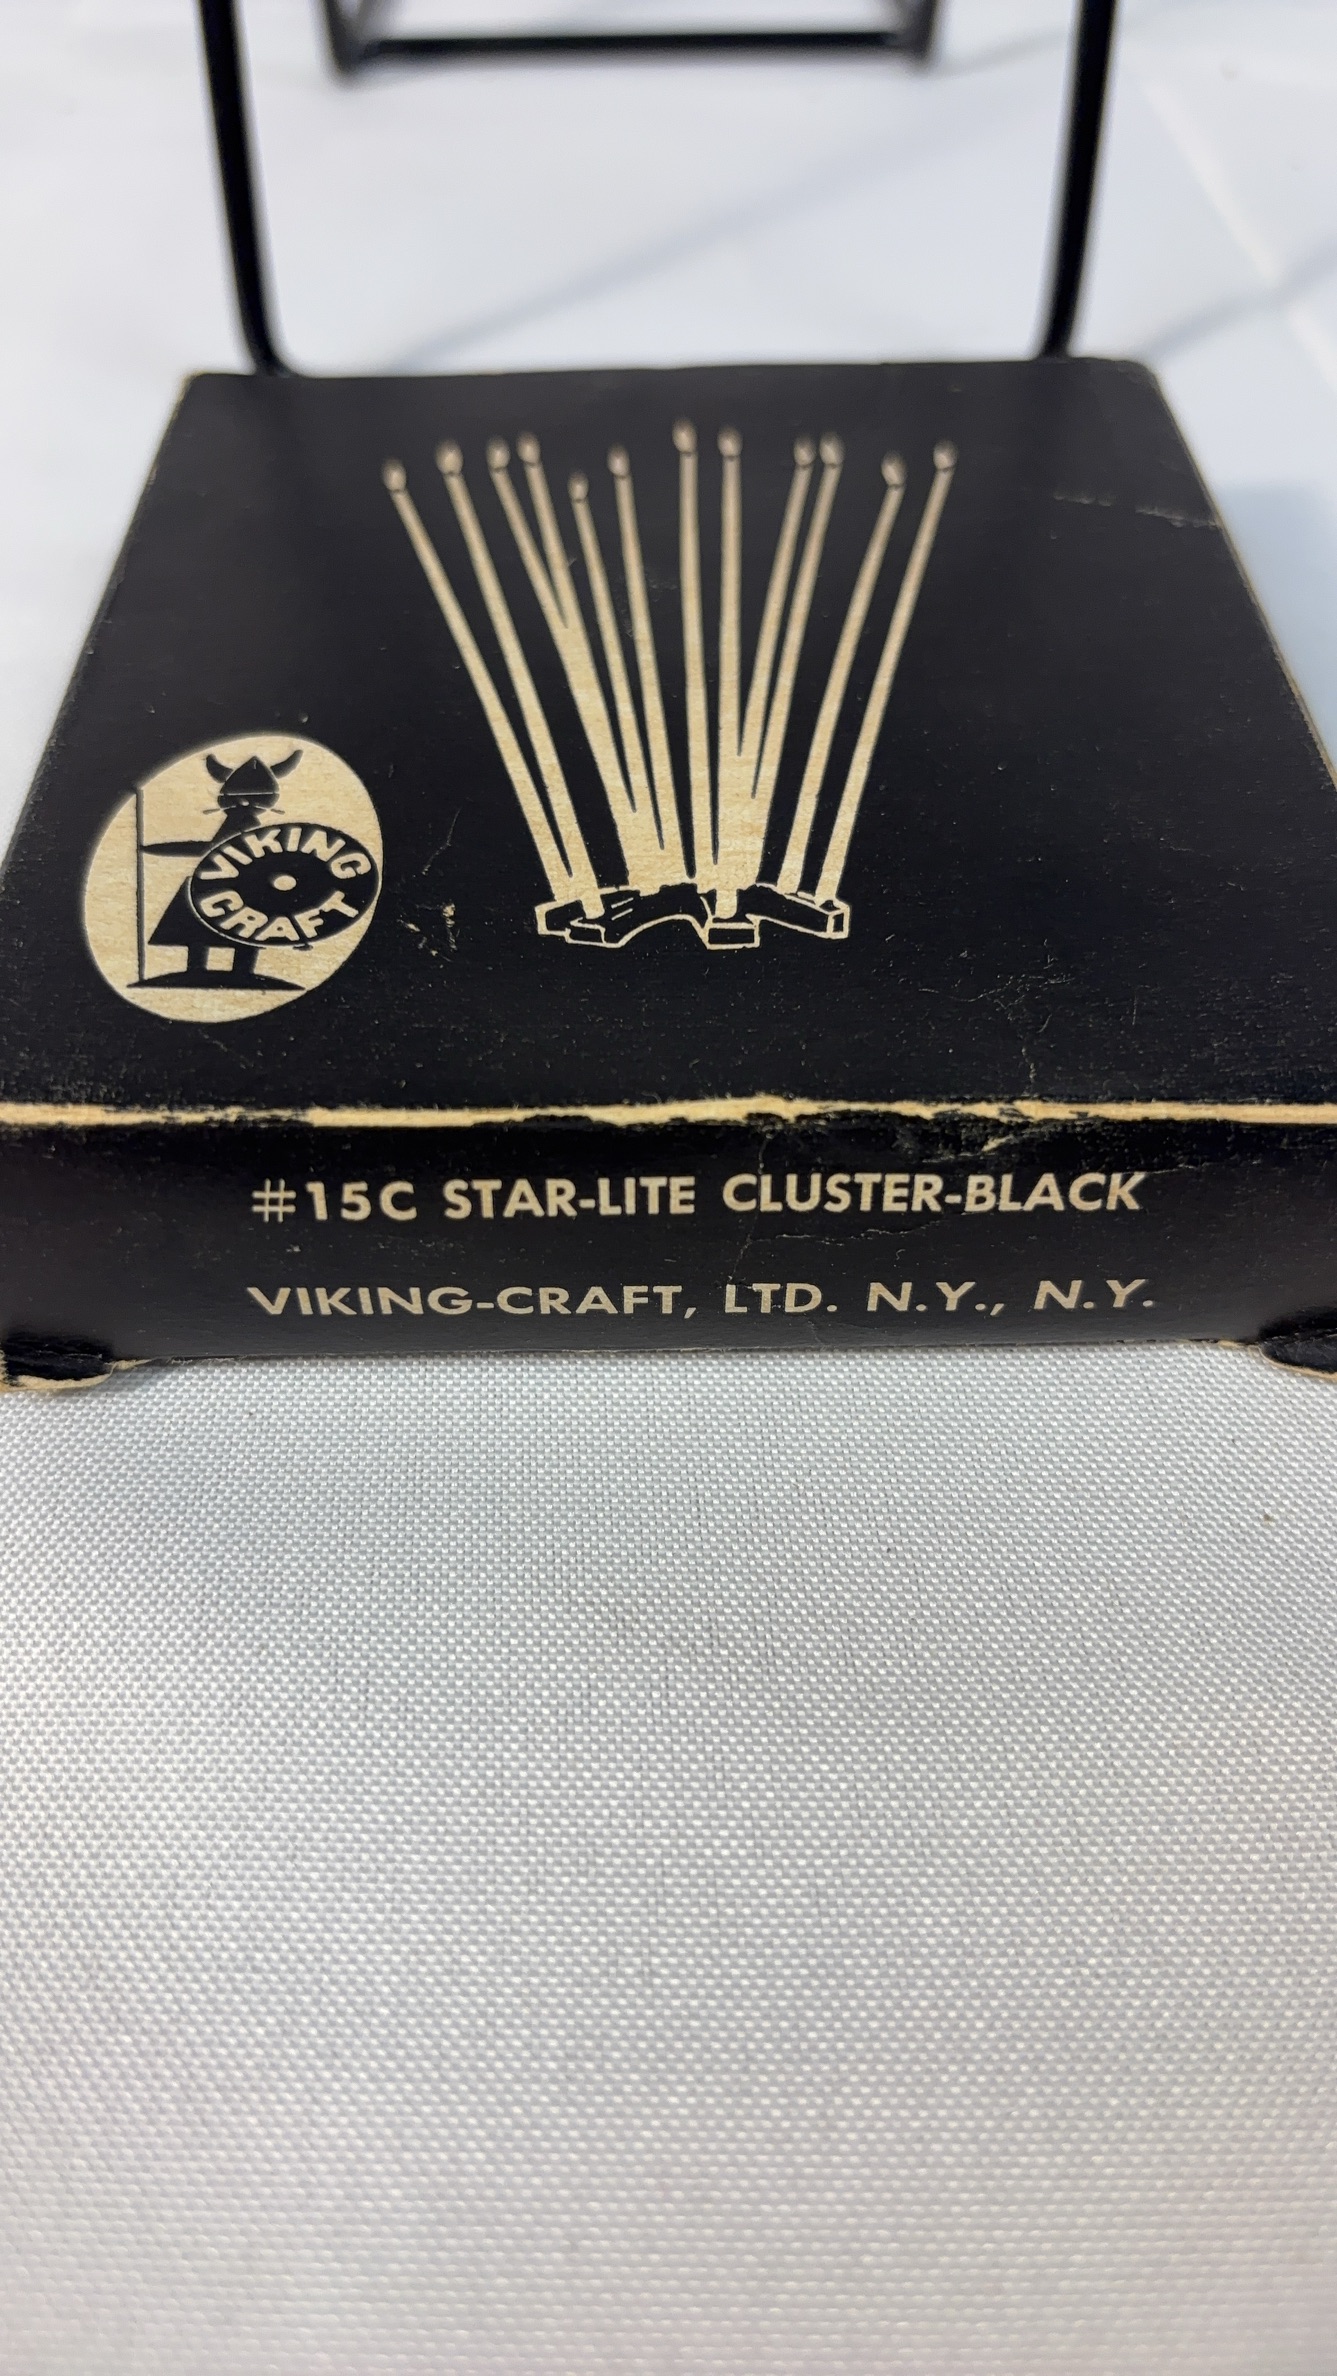 VIKING
CRAFT
#15C STAR-LITE CLUSTER-BLACK
VIKING-CRAFT, LTD. N.Y., N.Y.